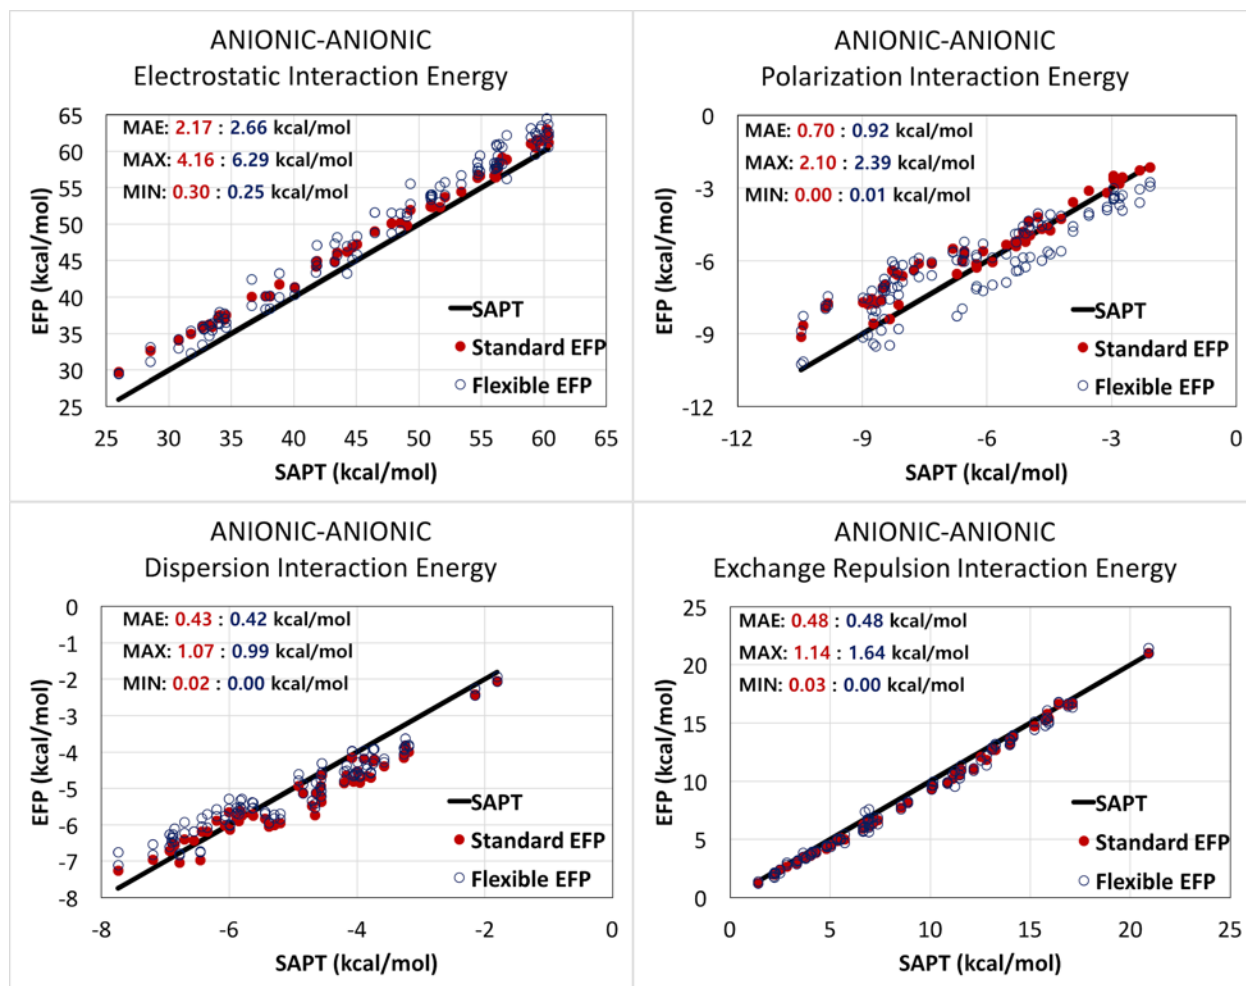 ANIONIC-ANIONIC
Electrostatic Interaction Energy
MAE: 2.17 : 2.66 kcal/mol
MAX: 4.16 : 6.29 kcal/mol
MIN: 0.30 : 0.25 kcal/mol
65
60
55
50
45
40
35
30
25
EFP (kcal/mol)
SAPT
Standard EFP
Flexible EFP
25 30 35 40 45 50 55 60 65
SAPT (kcal/mol)
ANIONIC-ANIONIC
Polarization Interaction Energy
MAE: 0.70 : 0.92 kcal/mol
MAX: 2.10 : 2.39 kcal/mol
MIN: 0.00 : 0.01 kcal/mol
0
-3
-6
-9
-12
EFP (kcal/mol)
SAPT
Standard EFP
Flexible EFP
-12 -9 -6 -3 0
SAPT (kcal/mol)
ANIONIC-ANIONIC
Dispersion Interaction Energy
MAE: 0.43 : 0.42 kcal/mol
MAX: 1.07 : 0.99 kcal/mol
MIN: 0.02 : 0.00 kcal/mol
0
-1
-2
-3
-4
-5
-6
-7
-8
EFP (kcal/mol)
SAPT
Standard EFP
Flexible EFP
-8 -6 -4 -2 0
SAPT (kcal/mol)
ANIONIC-ANIONIC
Exchange Repulsion Interaction Energy
MAE: 0.48 : 0.48 kcal/mol
MAX: 1.14 : 1.64 kcal/mol
MIN: 0.03 : 0.00 kcal/mol
25
20
15
10
5
0
EFP (kcal/mol)
SAPT
Standard EFP
Flexible EFP
0 5 10 15 20 25
SAPT (kcal/mol)